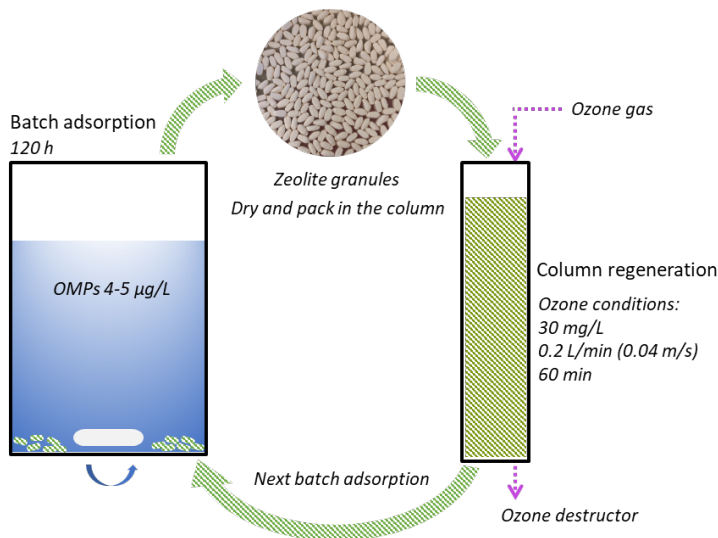 Batch adsorption
120 h
OMPs 4-5 µg/L
Zeolite granules
Dry and pack in the column
Ozone gas
Column regeneration
Ozone conditions:
30 mg/L
0.2 L/min (0.04 m/s)
60 min
Next batch adsorption
Ozone destructor